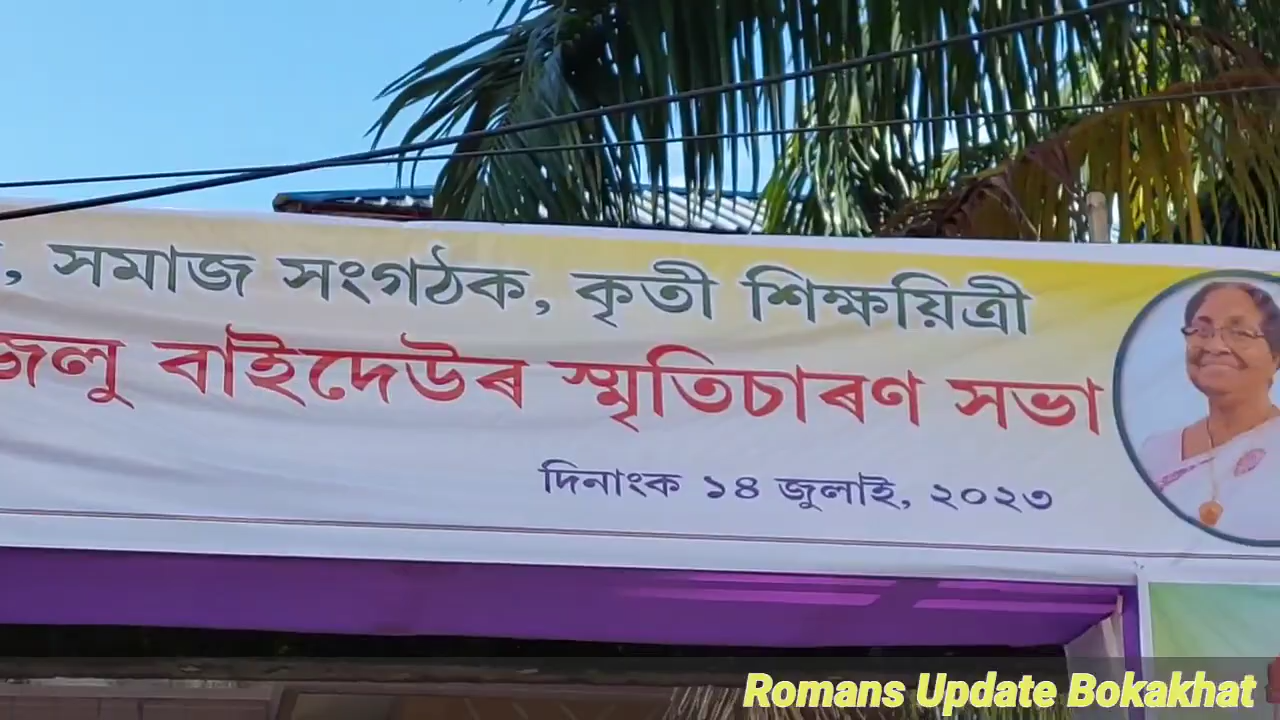 , সমাজ সংগঠক, কৃতী শিক্ষয়িত্ৰী
জেলু বাইদেউৰ স্মৃতিচাৰণ সভা
দিনাংক ১৪ জুলাই, ২০২৩
Romans Update Bokakhat